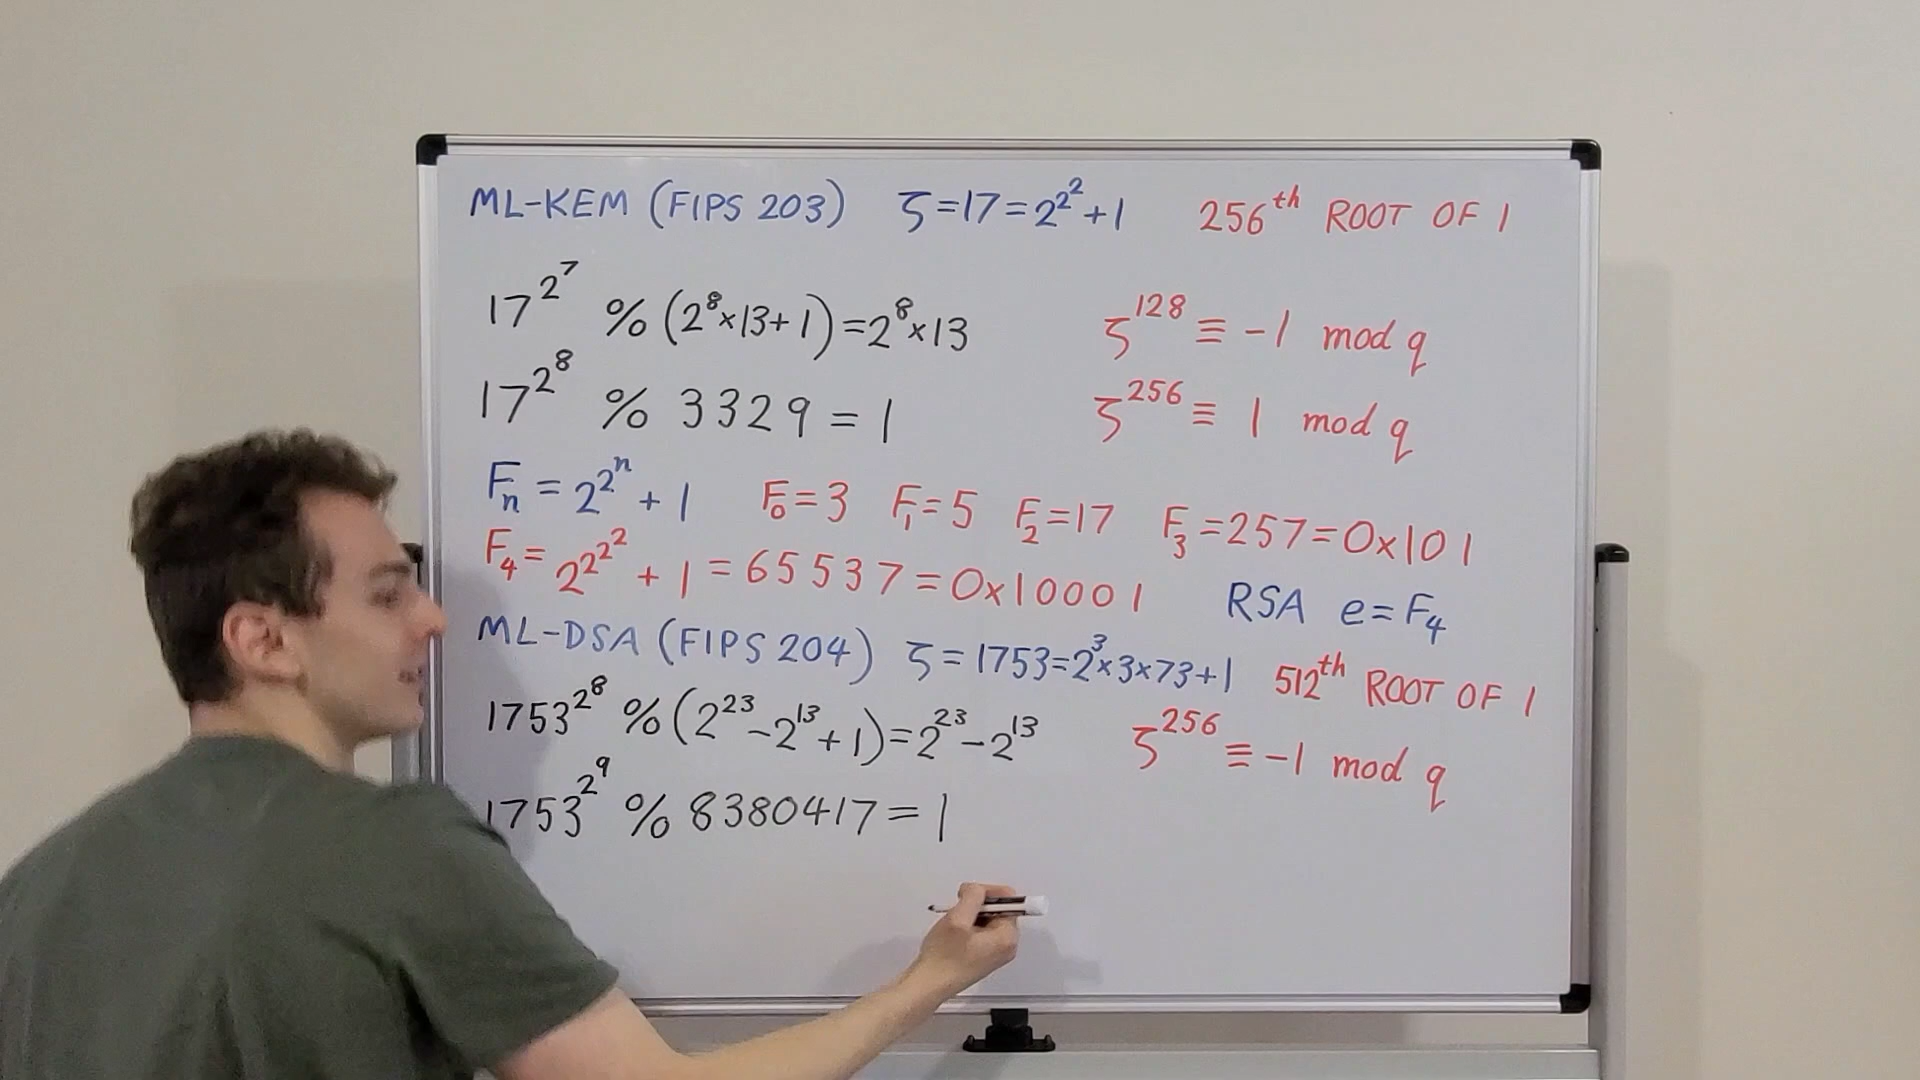 ML-KEM (FIPS 203) ζ=17=2^2^2+1 256th ROOT OF 1
17^2^7 % (2^8×13+1)=2^8×13 ζ^128 ≡ -1 mod q
17^2^8 % 3329 = 1 ζ^256 ≡ 1 mod q
F_n = 2^2^n + 1 F_0=3 F_1=5 F_2=17 F_3=257=0x101
F_4= 2^2^2^2 + 1 = 65537 = 0x10001 RSA e=F_4
ML-DSA (FIPS 204) ζ=1753=2^3×3×73+1 512th ROOT OF 1
1753^2^8 % (2^23-2^13+1)=2^23-2^13 ζ^256 ≡ -1 mod q
1753^2^9 % 8380417 = 1